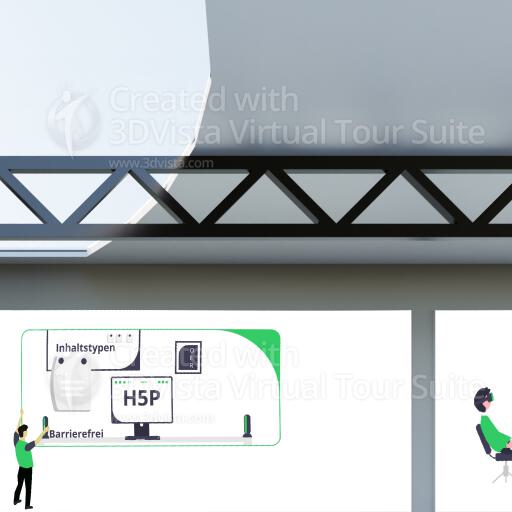 Created with
3DVista Virtual Tour Suite
www.3dvista.com
Inhaltstypen
Created with
3DVista Virtual Tour Suite
H5P
Barrierefrei